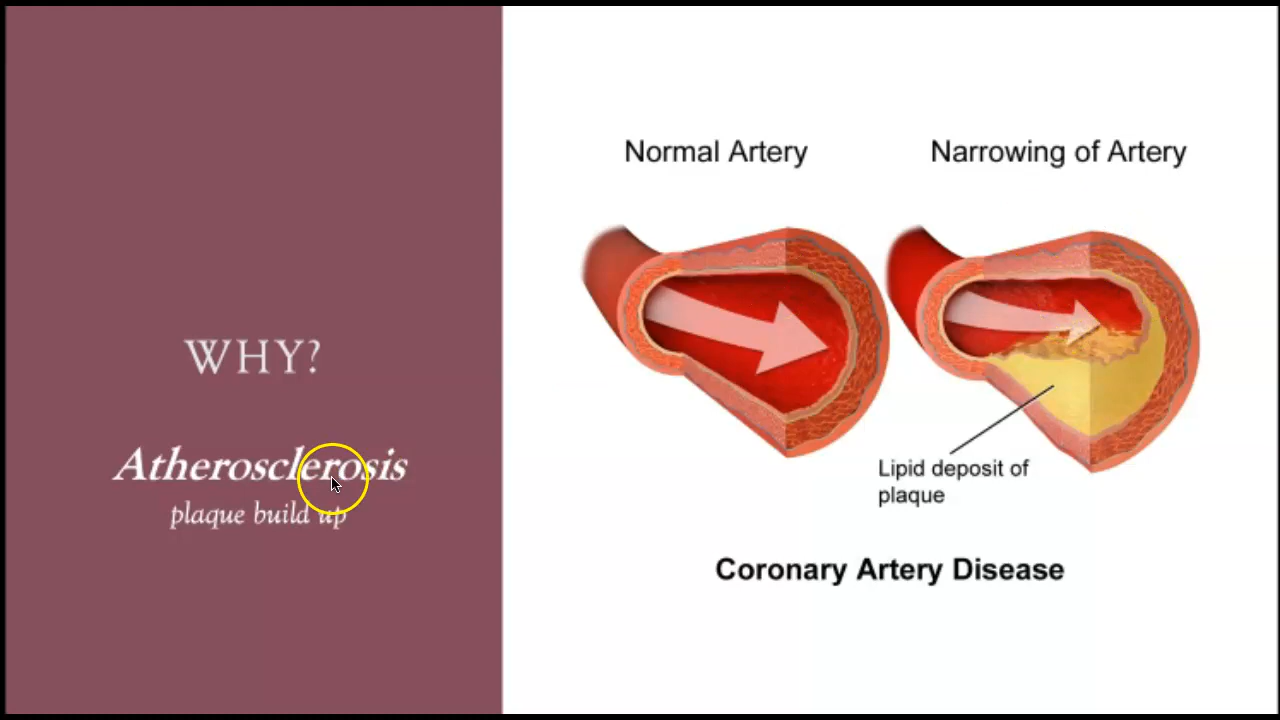 WHY?
Atherosclerosis
plaque build up
Normal Artery
Narrowing of Artery
Lipid deposit of
plaque
Coronary Artery Disease